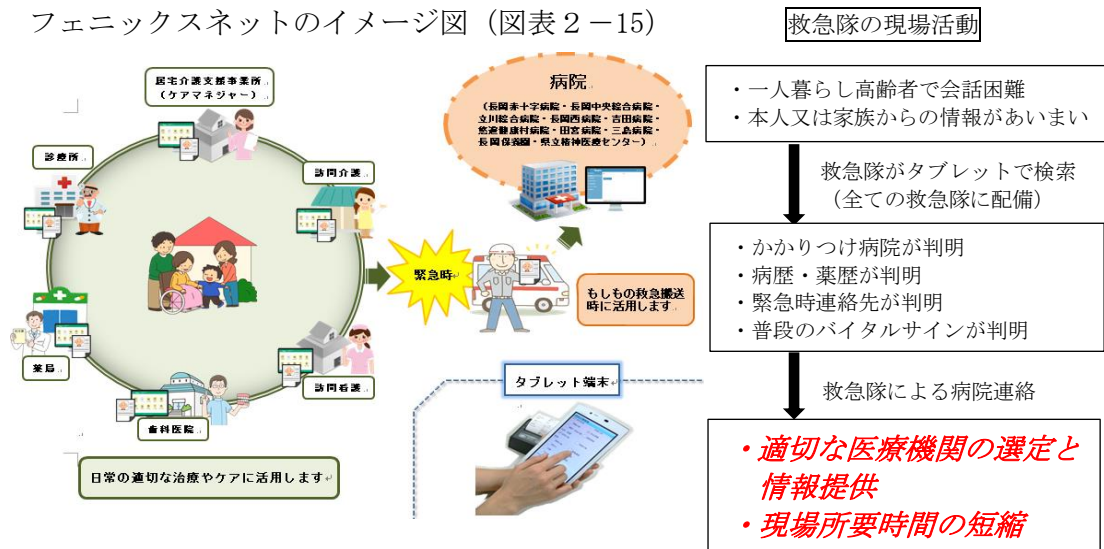 フェニックスネットのイメージ図（図表２－15）
居宅介護支援事業所
（ケアマネジャー）
診療所
訪問介護
薬局
訪問看護
歯科医院
日常の適切な治療やケアに活用します
緊急時
病院
（長岡赤十字病院・長岡中央綜合病院・
立川綜合病院・長岡西病院・吉田病院・
悠遊健康村病院・田宮病院・三島病院・
長岡保養園・県立精神医療センター）
もしもの救急搬送
時に活用します
タブレット端末
救急隊の現場活動
・一人暮らし高齢者で会話困難
・本人又は家族からの情報があいまい
救急隊がタブレットで検索
（全ての救急隊に配備）
・かかりつけ病院が判明
・病歴・薬歴が判明
・緊急時連絡先が判明
・普段のバイタルサインが判明
救急隊による病院連絡
・適切な医療機関の選定と
情報提供
・現場所要時間の短縮